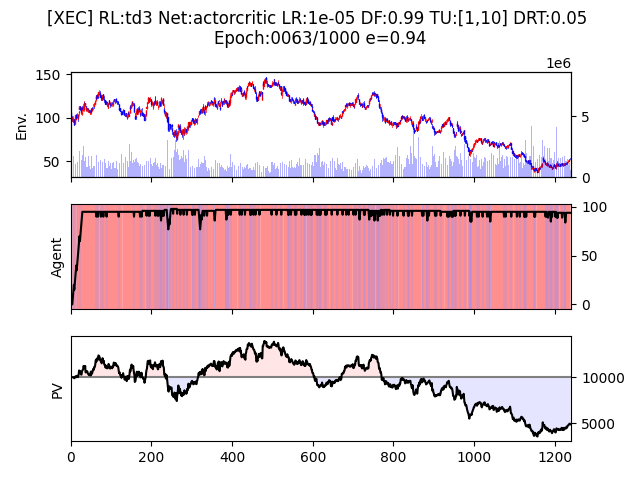 [XEC] RL:td3 Net:actorcritic LR:1e-05 DF:0.99 TU:[1,10] DRT:0.05
Epoch:0063/1000 e=0.94
1e6
150
100
50
Env.
5
0
Agent
100
50
0
PV
10000
5000
0 200 400 600 800 1000 1200